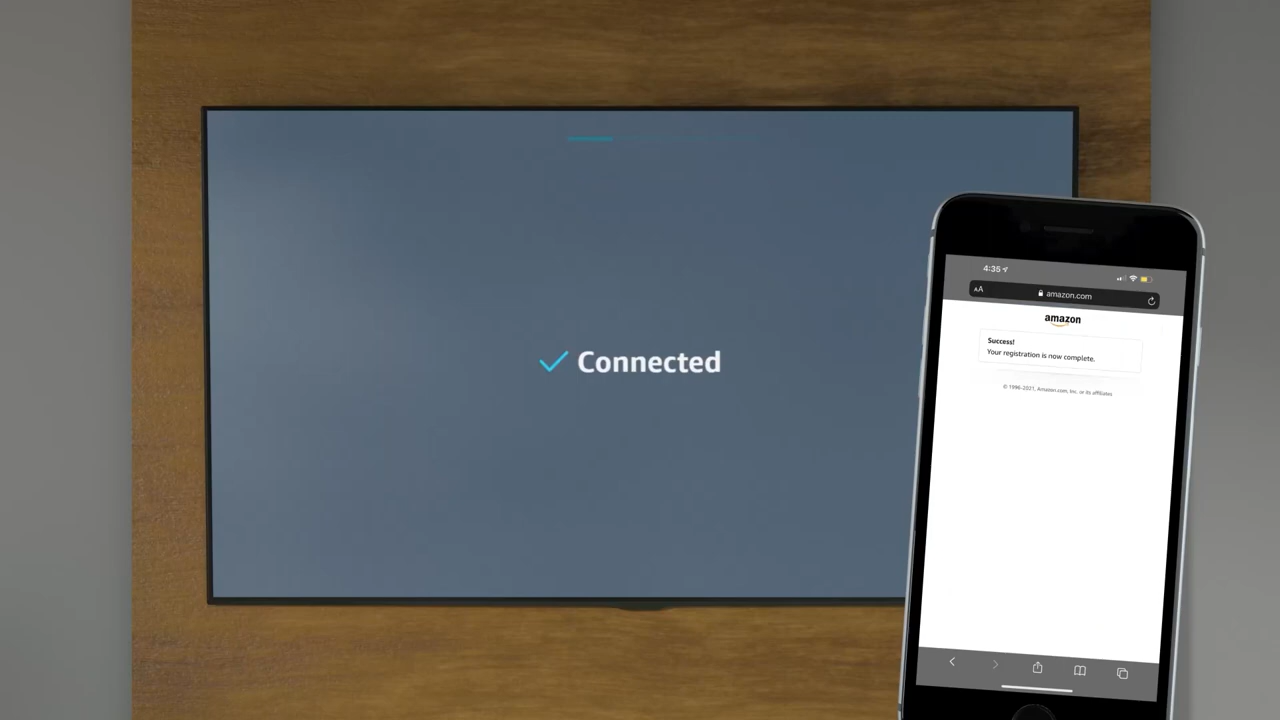 Connected
4:35
AA amazon.com
amazon
Success!
Your registration is now complete.
© 1996-2021, Amazon.com, Inc. or its affiliates